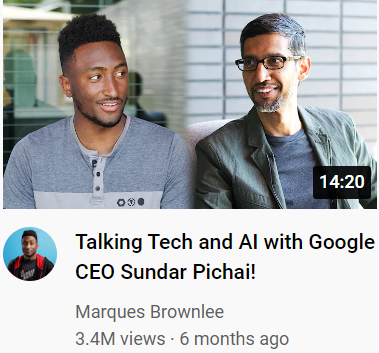 14:20
Talking Tech and AI with Google
CEO Sundar Pichai!
Marques Brownlee
3.4M views · 6 months ago